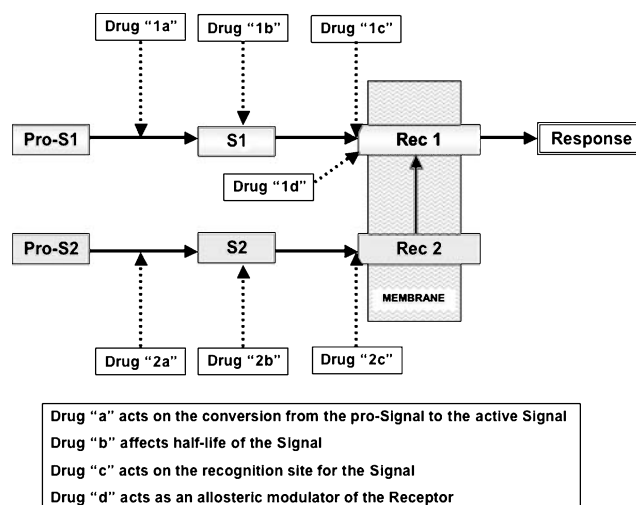 Drug “1a”
Drug “1b”
Drug “1c”
Pro-S1
S1
Rec 1
Response
Drug “1d”
Pro-S2
S2
Rec 2
MEMBRANE
Drug “2a”
Drug “2b”
Drug “2c”
Drug “a” acts on the conversion from the pro-Signal to the active Signal
Drug “b” affects half-life of the Signal
Drug “c” acts on the recognition site for the Signal
Drug “d” acts as an allosteric modulator of the Receptor